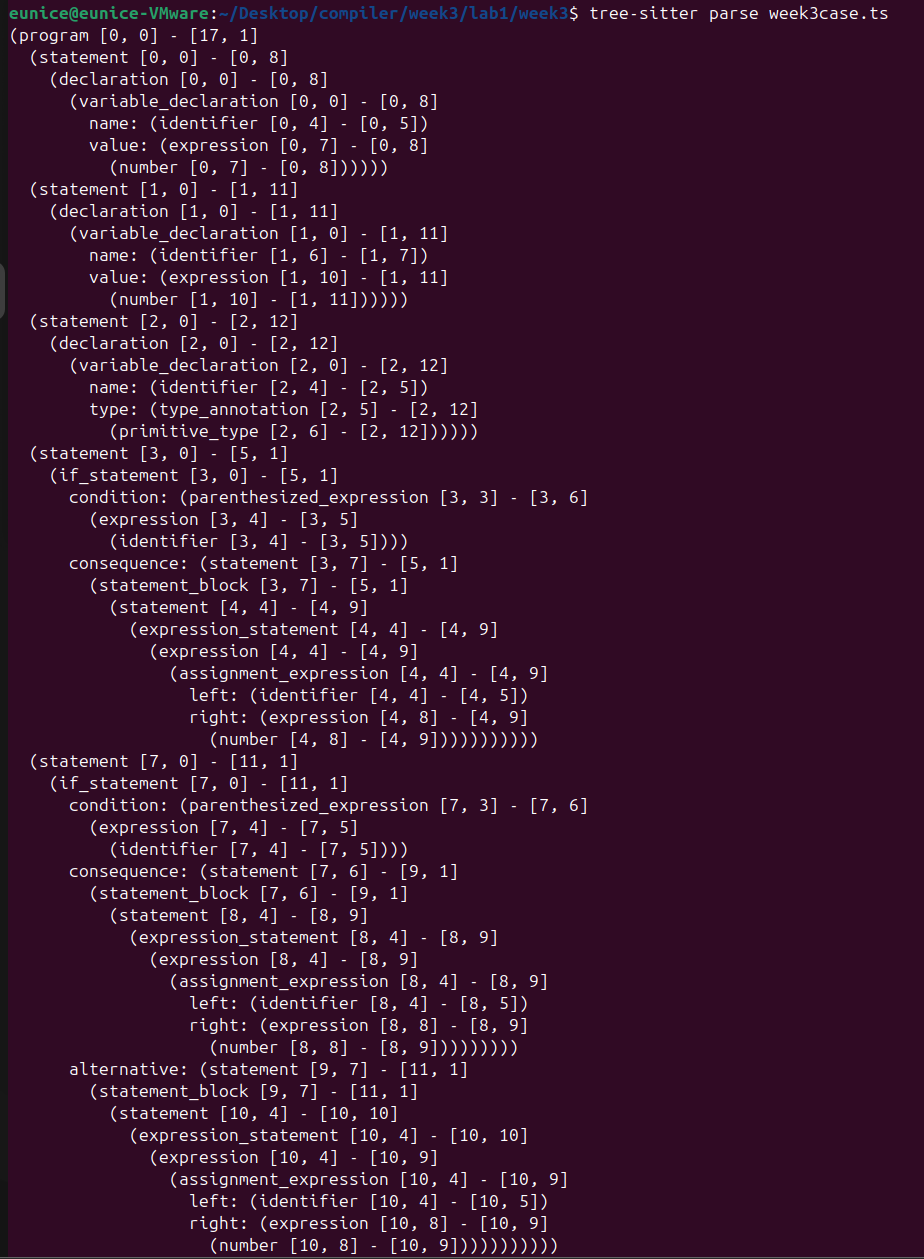 eunice@eunice-VMware:~/Desktop/compiler/week3/lab1/week3$ tree-sitter parse week3case.ts
(program [0, 0] - [17, 1]
  (statement [0, 0] - [0, 8]
    (declaration [0, 0] - [0, 8]
      (variable_declaration [0, 0] - [0, 8]
        name: (identifier [0, 4] - [0, 5])
        value: (expression [0, 7] - [0, 8]
          (number [0, 7] - [0, 8])))))
  (statement [1, 0] - [1, 11]
    (declaration [1, 0] - [1, 11]
      (variable_declaration [1, 0] - [1, 11]
        name: (identifier [1, 6] - [1, 7])
        value: (expression [1, 10] - [1, 11]
          (number [1, 10] - [1, 11])))))
  (statement [2, 0] - [2, 12]
    (declaration [2, 0] - [2, 12]
      (variable_declaration [2, 0] - [2, 12]
        name: (identifier [2, 4] - [2, 5])
        type: (type_annotation [2, 5] - [2, 12]
          (primitive_type [2, 6] - [2, 12])))))
  (statement [3, 0] - [5, 1]
    (if_statement [3, 0] - [5, 1]
      condition: (parenthesized_expression [3, 3] - [3, 6]
        (expression [3, 4] - [3, 5]
          (identifier [3, 4] - [3, 5])))
      consequence: (statement [3, 7] - [5, 1]
        (statement_block [3, 7] - [5, 1]
          (statement [4, 4] - [4, 9]
            (expression_statement [4, 4] - [4, 9]
              (expression [4, 4] - [4, 9]
                (assignment_expression [4, 4] - [4, 9]
                  left: (identifier [4, 4] - [4, 5])
                  right: (expression [4, 8] - [4, 9]
                    (number [4, 8] - [4, 9]))))))))))
  (statement [7, 0] - [11, 1]
    (if_statement [7, 0] - [11, 1]
      condition: (parenthesized_expression [7, 3] - [7, 6]
        (expression [7, 4] - [7, 5]
          (identifier [7, 4] - [7, 5])))
      consequence: (statement [7, 6] - [9, 1]
        (statement_block [7, 6] - [9, 1]
          (statement [8, 4] - [8, 9]
            (expression_statement [8, 4] - [8, 9]
              (expression [8, 4] - [8, 9]
                (assignment_expression [8, 4] - [8, 9]
                  left: (identifier [8, 4] - [8, 5])
                  right: (expression [8, 8] - [8, 9]
                    (number [8, 8] - [8, 9]))))))))
      alternative: (statement [9, 7] - [11, 1]
        (statement_block [9, 7] - [11, 1]
          (statement [10, 4] - [10, 10]
            (expression_statement [10, 4] - [10, 10]
              (expression [10, 4] - [10, 9]
                (assignment_expression [10, 4] - [10, 9]
                  left: (identifier [10, 4] - [10, 5])
                  right: (expression [10, 8] - [10, 9]
                    (number [10, 8] - [10, 9]))))))))))